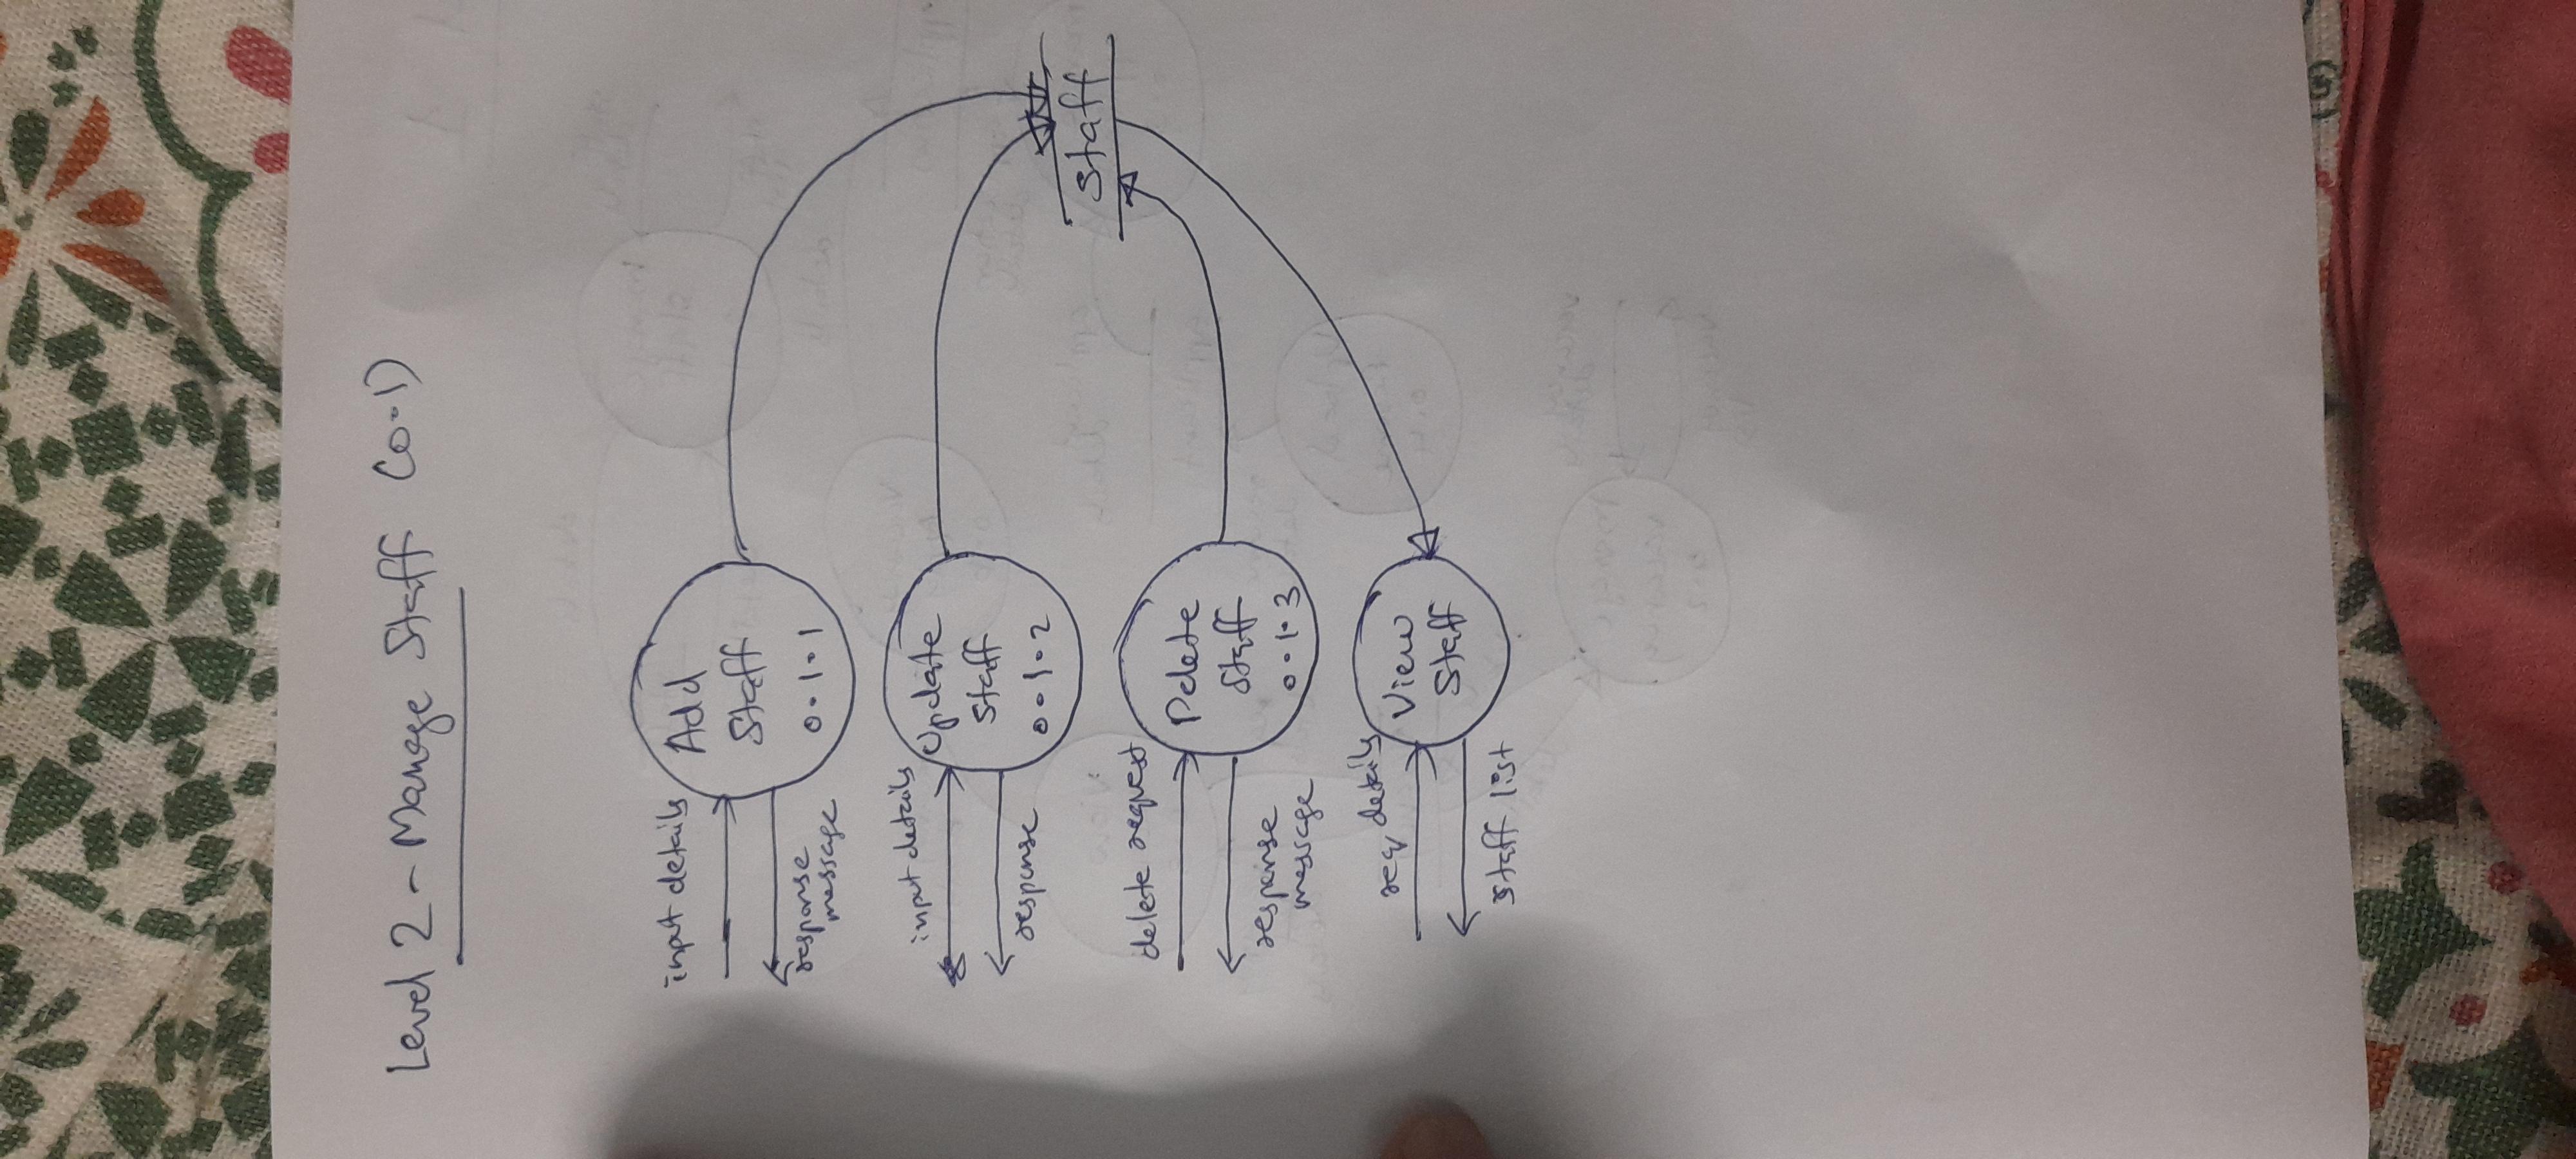 Level 2 - Manage Staff (0.1)
input details
Add
Staff
0.1.1
response
message
input details
Update
Staff
0.1.2
response
Staff
delete request
Delete
Staff
0.1.3
response
message
req details
View
Staff
staff list